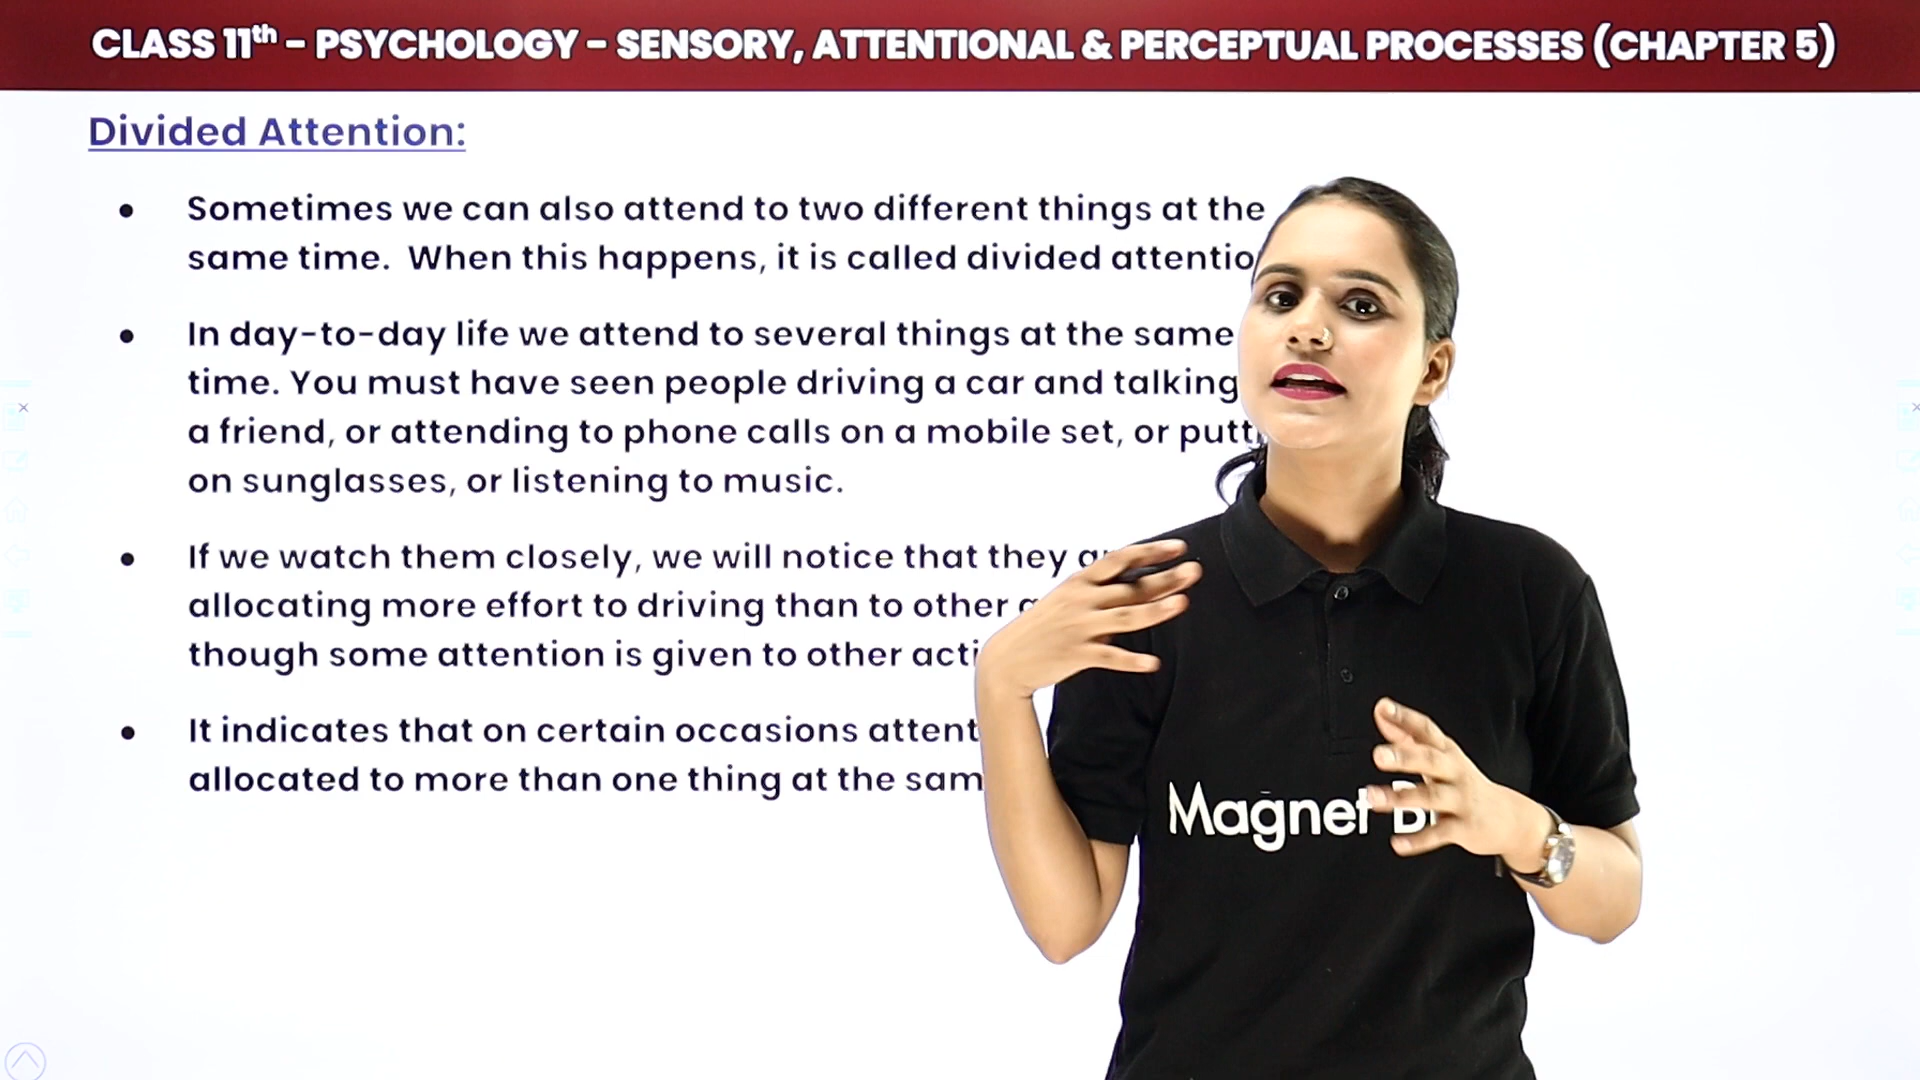 CLASS 11th - PSYCHOLOGY - SENSORY, ATTENTIONAL & PERCEPTUAL PROCESSES (CHAPTER 5)
Divided Attention:
• Sometimes we can also attend to two different things at the
same time. When this happens, it is called divided attentio
• In day-to-day life we attend to several things at the same
time. You must have seen people driving a car and talking
a friend, or attending to phone calls on a mobile set, or putt
on sunglasses, or listening to music.
• If we watch them closely, we will notice that they
allocating more effort to driving than to other
though some attention is given to other acti
• It indicates that on certain occasions attent
allocated to more than one thing at the sam
Magnet B